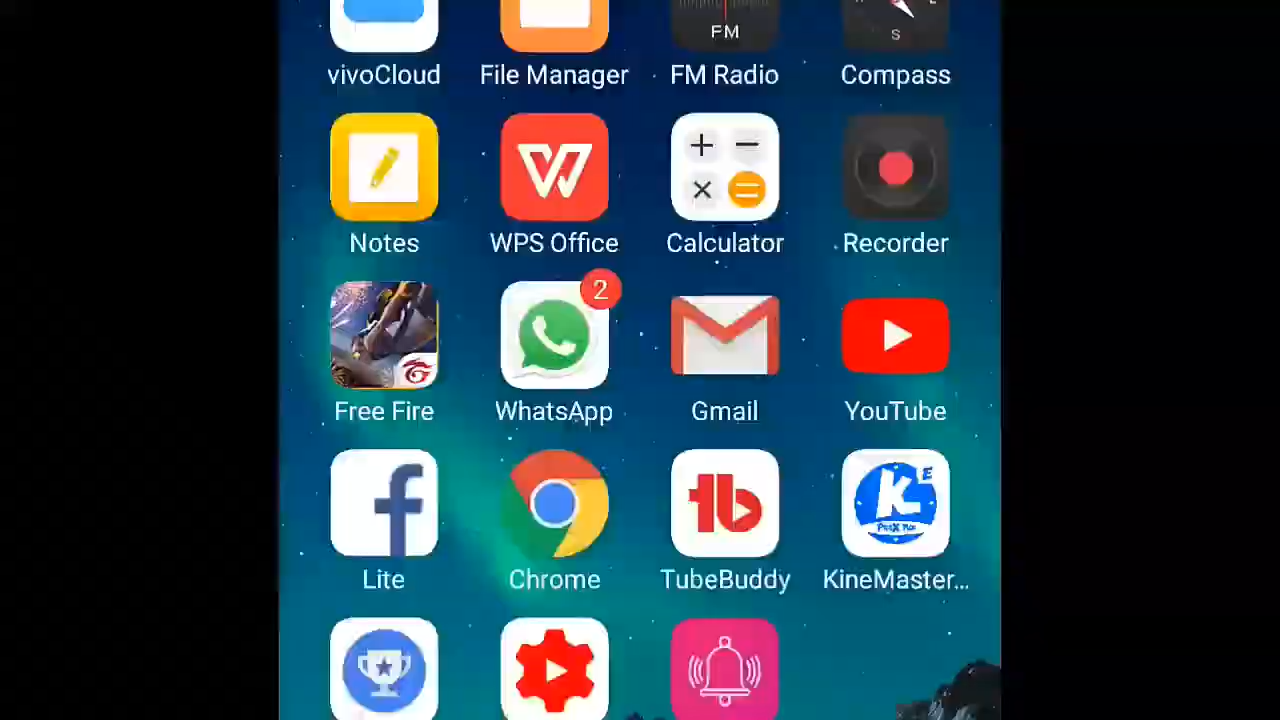 FM
S
vivoCloud File Manager FM Radio Compass
Notes WPS Office Calculator Recorder
2
Free Fire WhatsApp Gmail YouTube
K E
Lite Chrome TubeBuddy KineMaster...